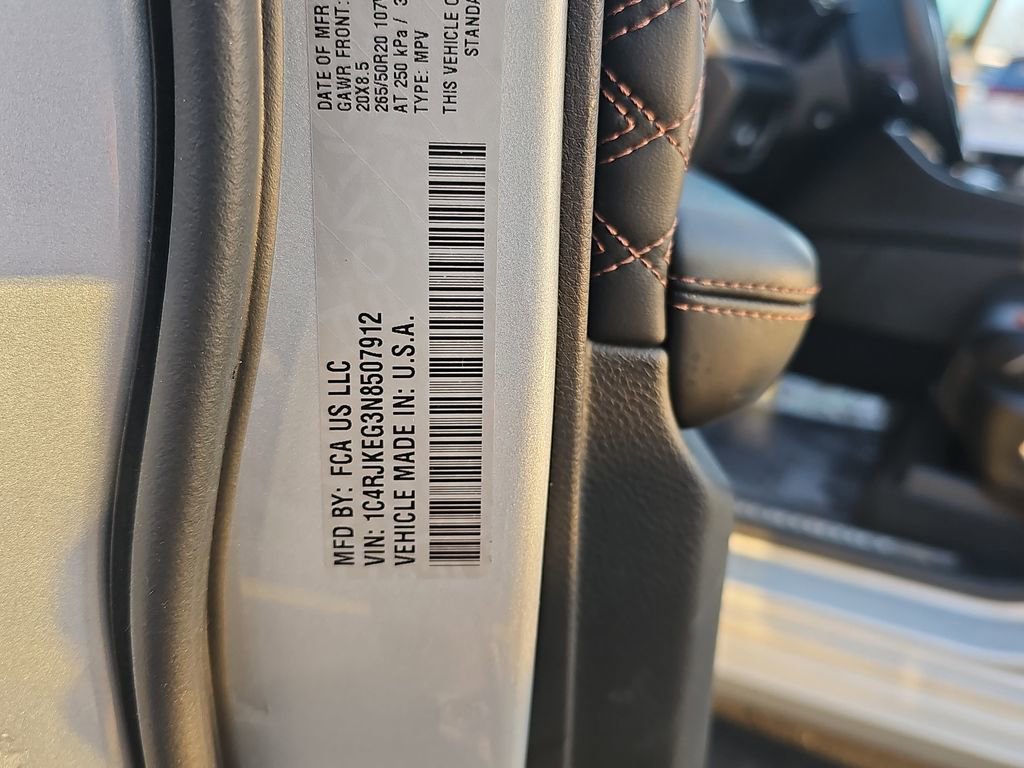 MFD BY: FCA US LLC
VIN: 1C4RJKEG3N8507912
VEHICLE MADE IN: U.S.A.
DATE OF MFR
GAWR FRONT:
20X8.5
265/50R20 107
AT 250 kPa / 3
TYPE: MPV
THIS VEHICLE C
STANDA